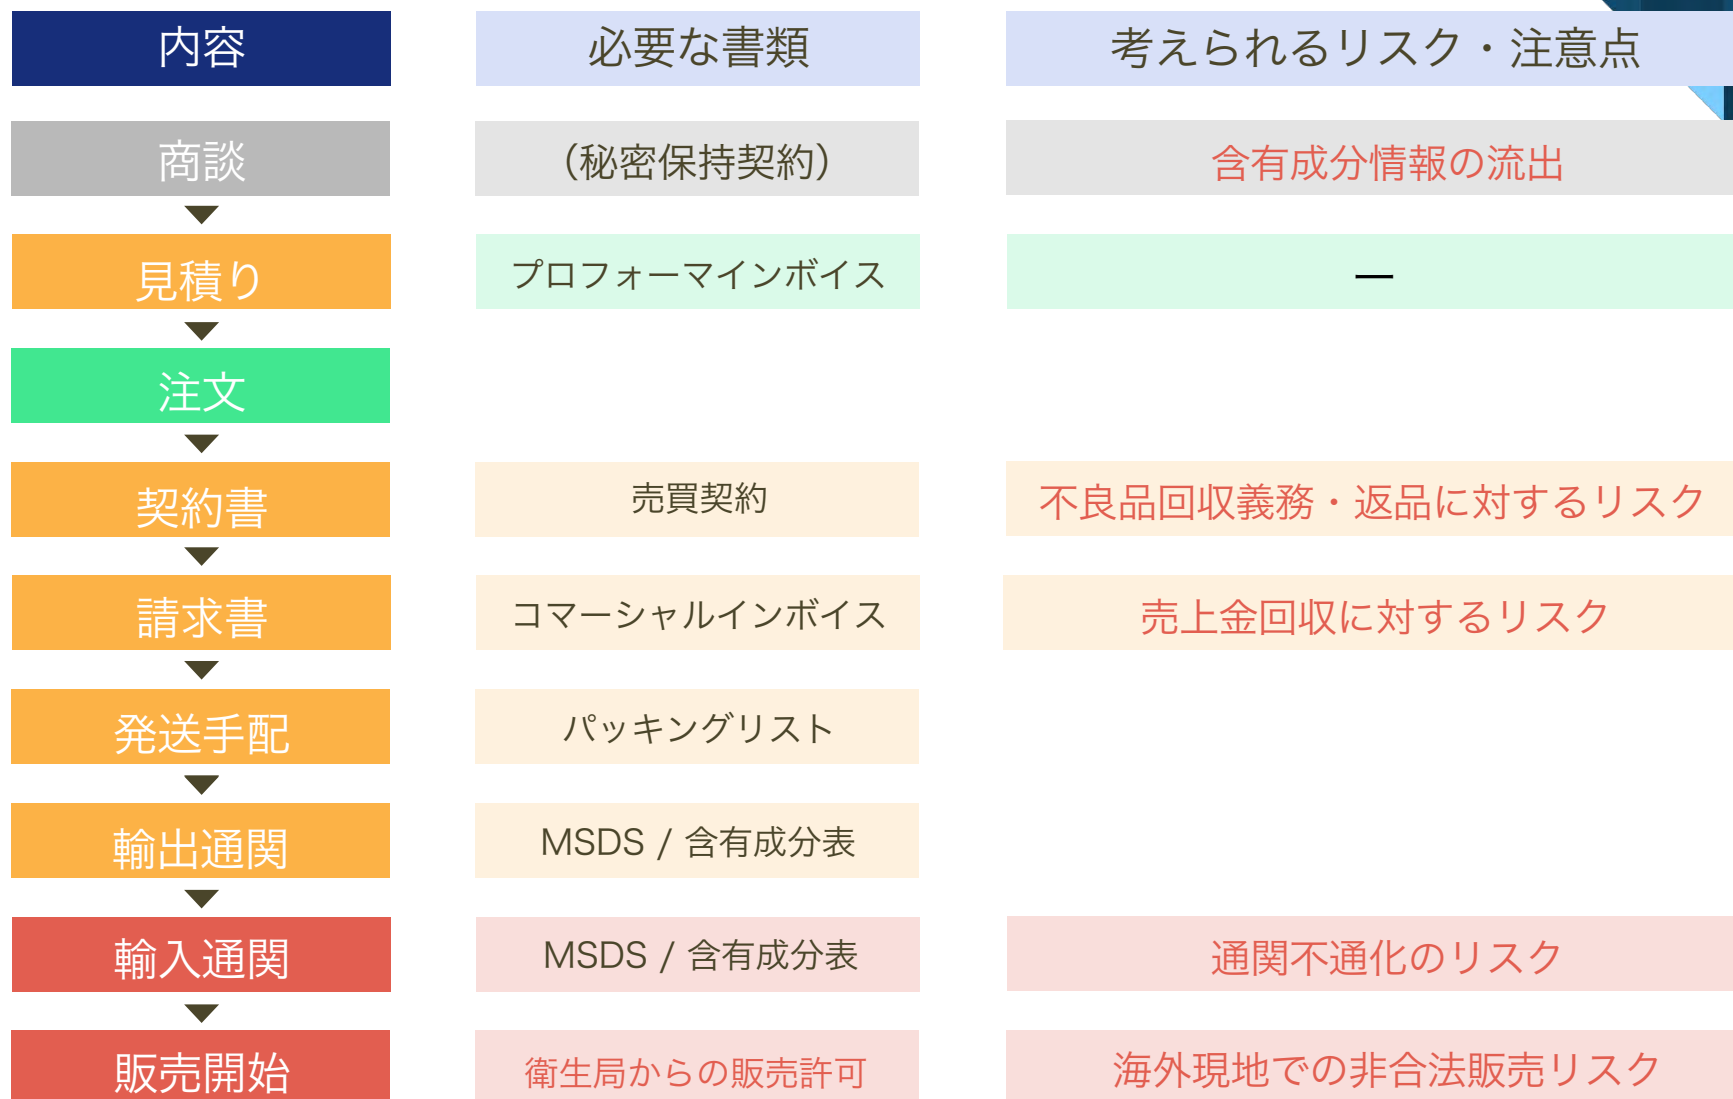 内容 必要な書類 考えられるリスク・注意点
商談 （秘密保持契約） 含有成分情報の流出
見積り プロフォーマインボイス ー
注文
契約書 売買契約 不良品回収義務・返品に対するリスク
請求書 コマーシャルインボイス 売上金回収に対するリスク
発送手配 パッキングリスト
輸出通関 MSDS / 含有成分表
輸入通関 MSDS / 含有成分表 通関不通化のリスク
販売開始 衛生局からの販売許可 海外現地での非合法販売リスク